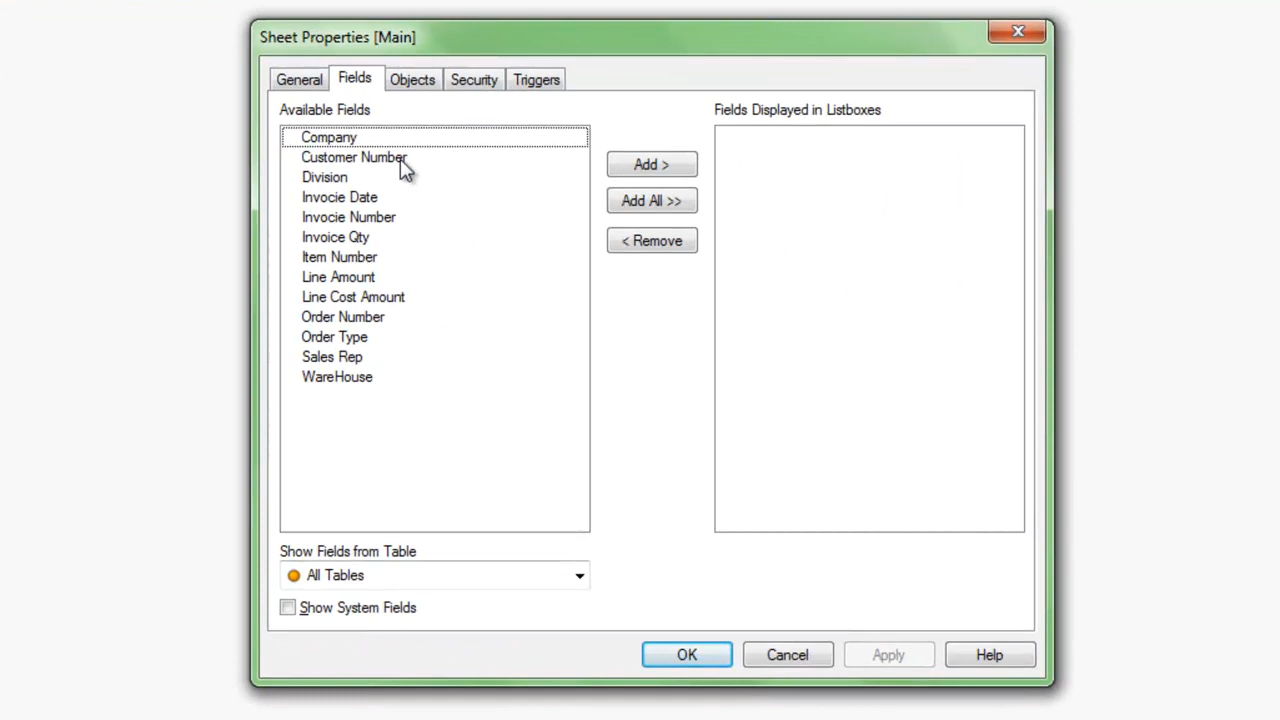 Sheet Properties [Main]
General Fields Objects Security Triggers
Available Fields
Fields Displayed in Listboxes
Company
Customer Number
Division
Invocie Date
Invocie Number
Invoice Qty
Item Number
Line Amount
Line Cost Amount
Order Number
Order Type
Sales Rep
WareHouse
Add >
Add All >>
< Remove
Show Fields from Table
All Tables
Show System Fields
OK Cancel Apply Help